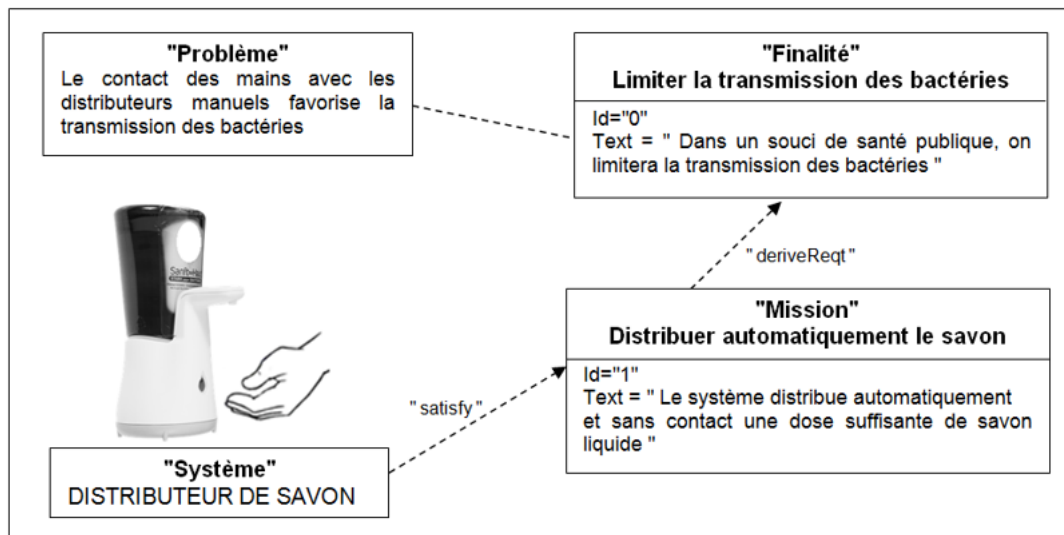 "Problème"
Le contact des mains avec les
distributeurs manuels favorise la
transmission des bactéries
"Finalité"
Limiter la transmission des bactéries
Id="0"
Text = " Dans un souci de santé publique, on
limitera la transmission des bactéries "
" deriveReqt"
"Mission"
Distribuer automatiquement le savon
Id="1"
Text = " Le système distribue automatiquement
et sans contact une dose suffisante de savon
liquide "
" satisfy "
"Système"
DISTRIBUTEUR DE SAVON